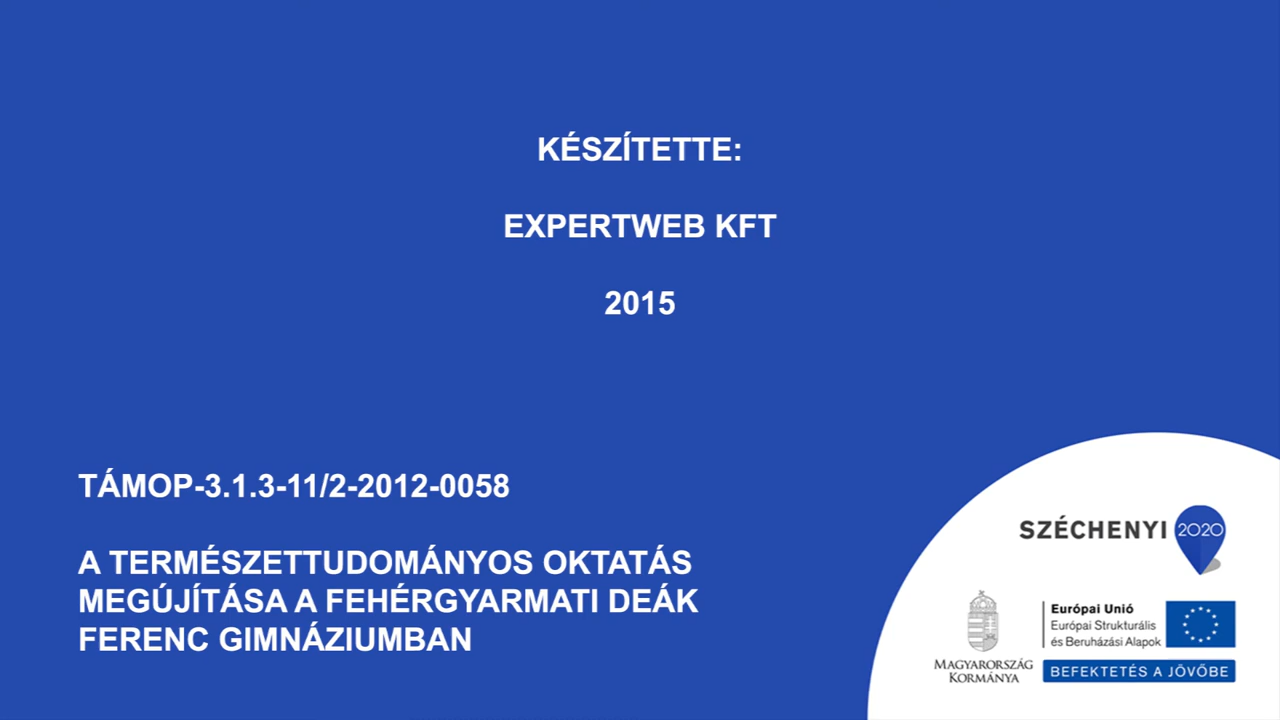 KÉSZÍTETTE:
EXPERTWEB KFT
2015
TÁMOP-3.1.3-11/2-2012-0058
A TERMÉSZETTUDOMÁNYOS OKTATÁS
MEGÚJÍTÁSA A FEHÉRGYARMATI DEÁK
FERENC GIMNÁZIUMBAN
SZÉCHENYI 2020
MAGYARORSZÁG
KORMÁNYA
Európai Unió
Európai Strukturális
és Beruházási Alapok
BEFEKTETÉS A JÖVŐBE